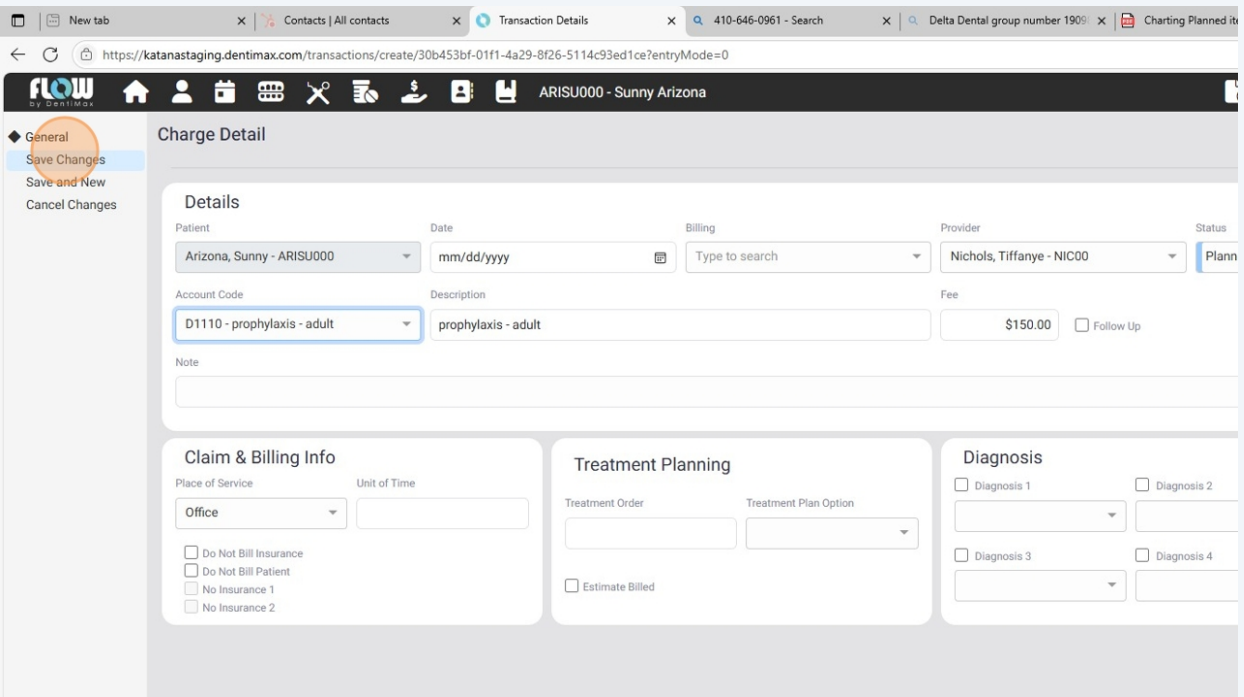 New tab
Contacts | All contacts
Transaction Details
410-646-0961 - Search
Delta Dental group number 1909
Charting Planned ite
https://katanastaging.dentimax.com/transactions/create/30b453bf-01f1-4a29-8f26-5114c93ed1ce?entryMode=0
FLOW
by DentiMax
ARISU000 - Sunny Arizona
General
Save Changes
Save and New
Cancel Changes
Charge Detail
Details
Patient Date Billing Provider Status
Arizona, Sunny - ARISU000 mm/dd/yyyy Type to search Nichols, Tiffanye - NIC00 Plann
Account Code Description Fee
D1110 - prophylaxis - adult prophylaxis - adult $150.00 Follow Up
Note
Claim & Billing Info
Place of Service Unit of Time
Office
Do Not Bill Insurance
Do Not Bill Patient
No Insurance 1
No Insurance 2
Treatment Planning
Treatment Order Treatment Plan Option
Estimate Billed
Diagnosis
Diagnosis 1 Diagnosis 2
Diagnosis 3 Diagnosis 4